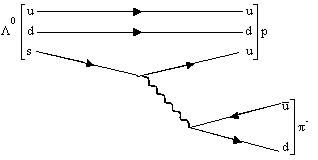 Λ⁰ u u
d d p
s u
u̅
π⁻
d